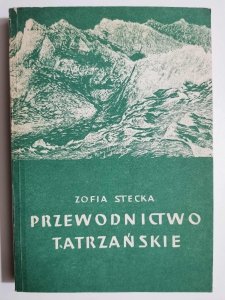 ZOFIA STECKA
PRZEWODNICTWO
TATRZAŃSKIE